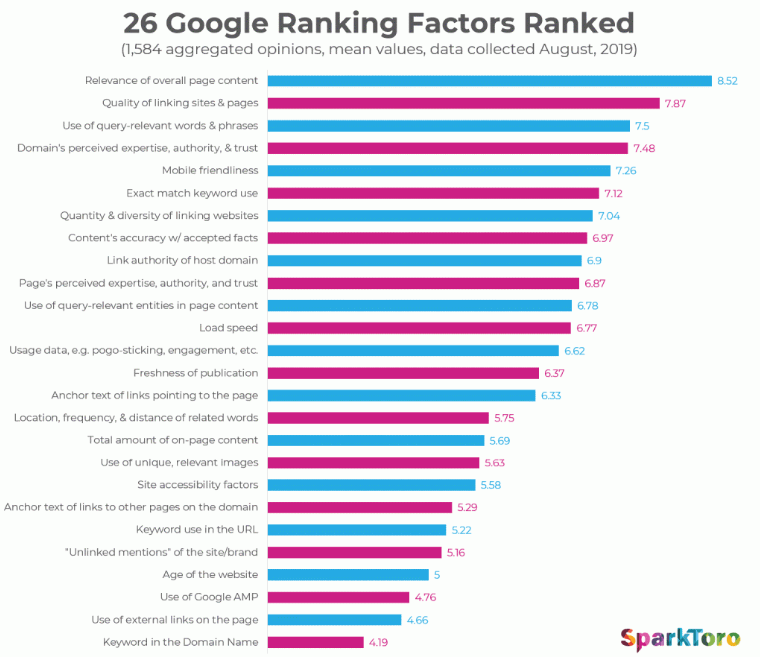 26 Google Ranking Factors Ranked
(1,584 aggregated opinions, mean values, data collected August, 2019)
Relevance of overall page content 8.52
Quality of linking sites & pages 7.87
Use of query-relevant words & phrases 7.5
Domain's perceived expertise, authority, & trust 7.48
Mobile friendliness 7.26
Exact match keyword use 7.12
Quantity & diversity of linking websites 7.04
Content's accuracy w/ accepted facts 6.97
Link authority of host domain 6.9
Page's perceived expertise, authority, and trust 6.87
Use of query-relevant entities in page content 6.78
Load speed 6.77
Usage data, e.g. pogo-sticking, engagement, etc. 6.62
Freshness of publication 6.37
Anchor text of links pointing to the page 6.33
Location, frequency, & distance of related words 5.75
Total amount of on-page content 5.69
Use of unique, relevant images 5.63
Site accessibility factors 5.58
Anchor text of links to other pages on the domain 5.29
Keyword use in the URL 5.22
"Unlinked mentions" of the site/brand 5.16
Age of the website 5
Use of Google AMP 4.76
Use of external links on the page 4.66
Keyword in the Domain Name 4.19
SparkToro